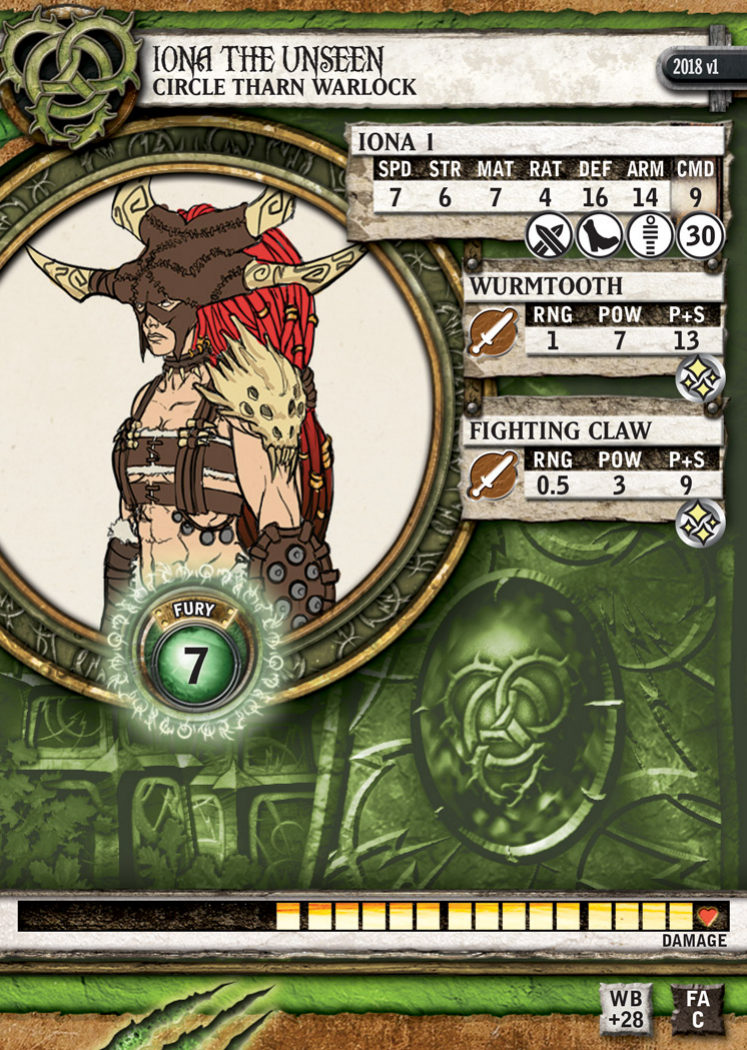 IONA THE UNSEEN
CIRCLE THARN WARLOCK
2018 v1
IONA 1
SPD STR MAT RAT DEF ARM CMD
7 6 7 4 16 14 9
30
WURMTOOTH
RNG POW P+S
1 7 13
FIGHTING CLAW
RNG POW P+S
0.5 3 9
FURY
7
DAMAGE
WB
+28
FA
C